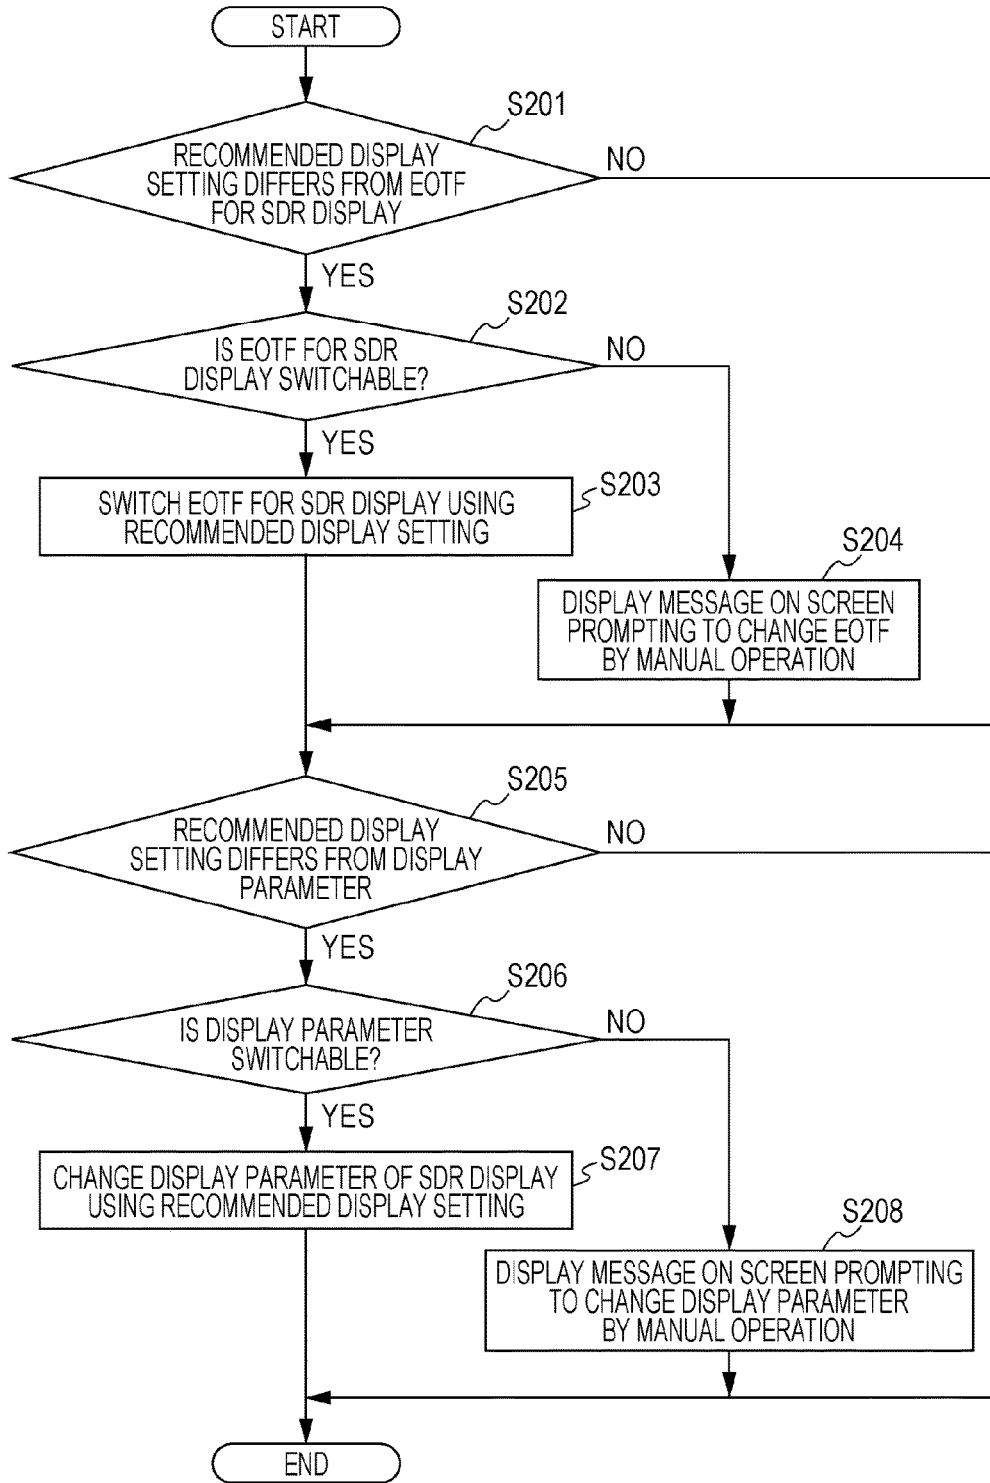 START
S201
RECOMMENDED DISPLAY
SETTING DIFFERS FROM EOTF
FOR SDR DISPLAY
NO
YES
S202
IS EOTF FOR SDR
DISPLAY SWITCHABLE?
NO
YES
S203
SWITCH EOTF FOR SDR DISPLAY USING
RECOMMENDED DISPLAY SETTING
S204
DISPLAY MESSAGE ON SCREEN
PROMPTING TO CHANGE EOTF
BY MANUAL OPERATION
S205
RECOMMENDED DISPLAY
SETTING DIFFERS FROM DISPLAY
PARAMETER
NO
YES
S206
IS DISPLAY PARAMETER
SWITCHABLE?
NO
YES
S207
CHANGE DISPLAY PARAMETER OF SDR DISPLAY
USING RECOMMENDED DISPLAY SETTING
S208
DISPLAY MESSAGE ON SCREEN PROMPTING
TO CHANGE DISPLAY PARAMETER
BY MANUAL OPERATION
END